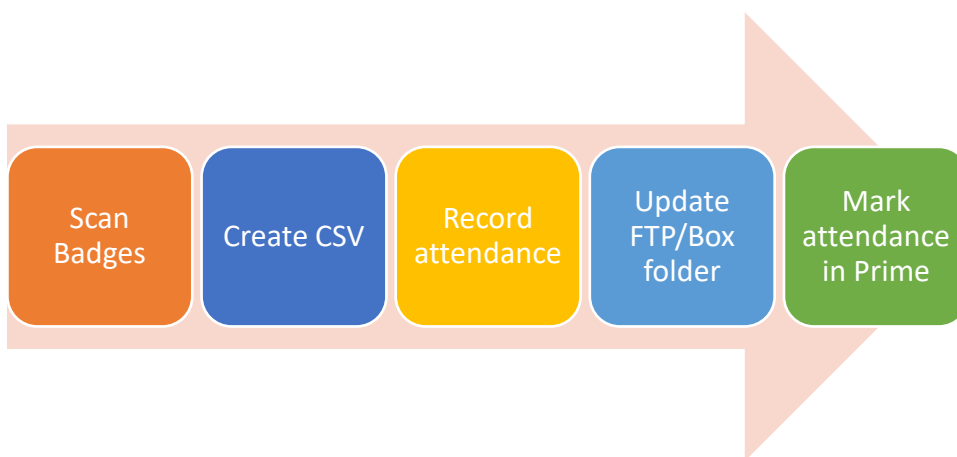 Scan
Badges
Create CSV
Record
attendance
Update
FTP/Box
folder
Mark
attendance
in Prime